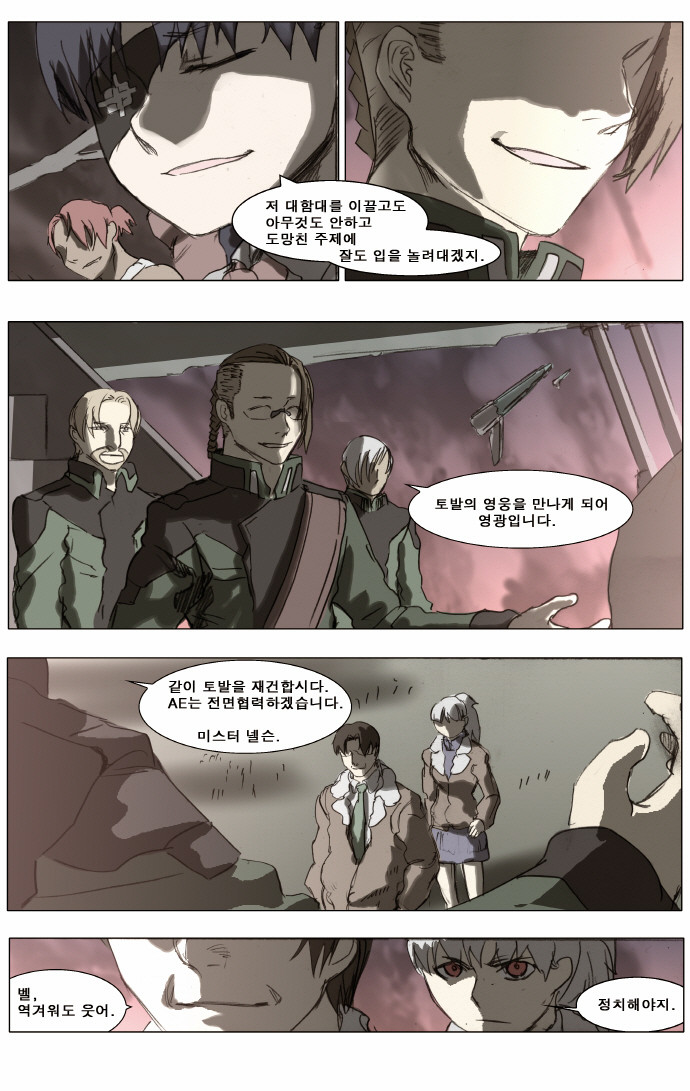 저 대함대를 이끌고도
아무것도 안하고
도망친 주제에
잘도 입을 놀려대겠지.
토발의 영웅을 만나게 되어
영광입니다.
같이 토발을 재건합시다.
AE는 전면협력하겠습니다.
미스터 넬슨.
벨,
역겨워도 웃어.
정치해야지.